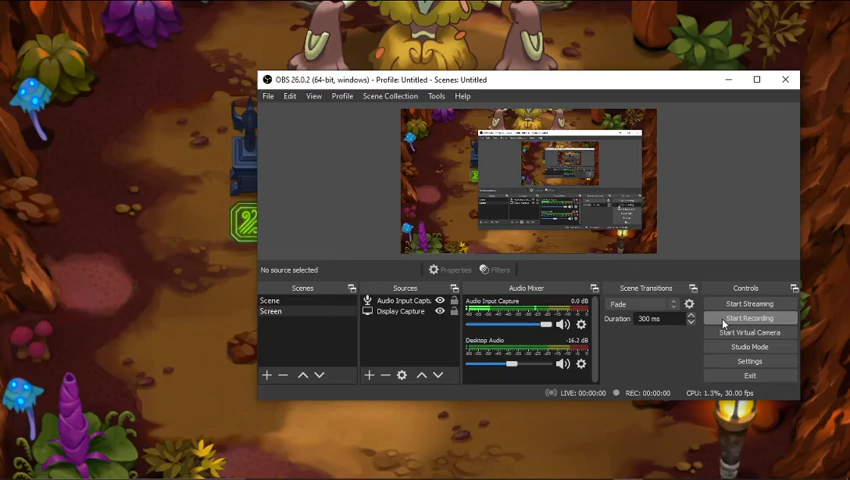 OBS 26.0.2 (64-bit, windows) - Profile: Untitled - Scenes: Untitled
File Edit View Profile Scene Collection Tools Help
No source selected
Properties Filters
Scenes Sources Audio Mixer Scene Transitions Controls
Scene
Screen
Audio Input Captu
Display Capture
Audio Input Capture 0.0 dB
Desktop Audio -16.2 dB
Fade
Duration 300 ms
Start Streaming
Start Recording
Start Virtual Camera
Studio Mode
Settings
Exit
LIVE: 00:00:00 REC: 00:00:00 CPU: 1.3%, 30.00 fps